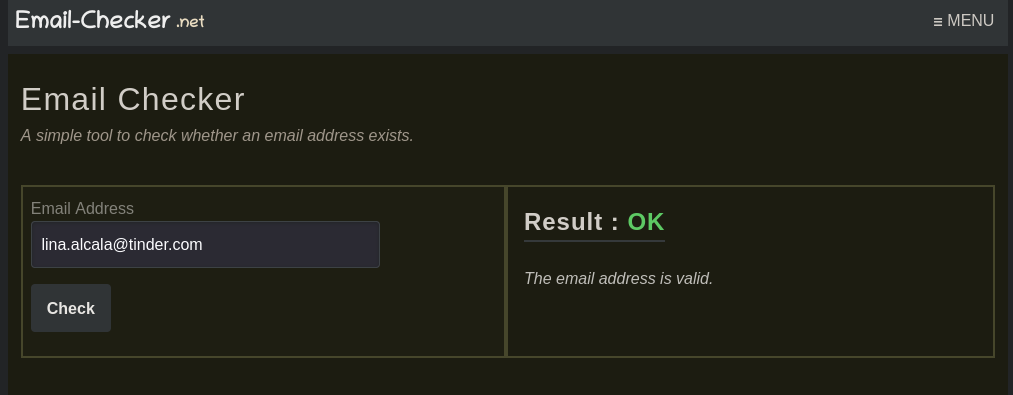 Email-Checker .net
≡ MENU
Email Checker
A simple tool to check whether an email address exists.
Email Address
lina.alcala@tinder.com
Check
Result : OK
The email address is valid.